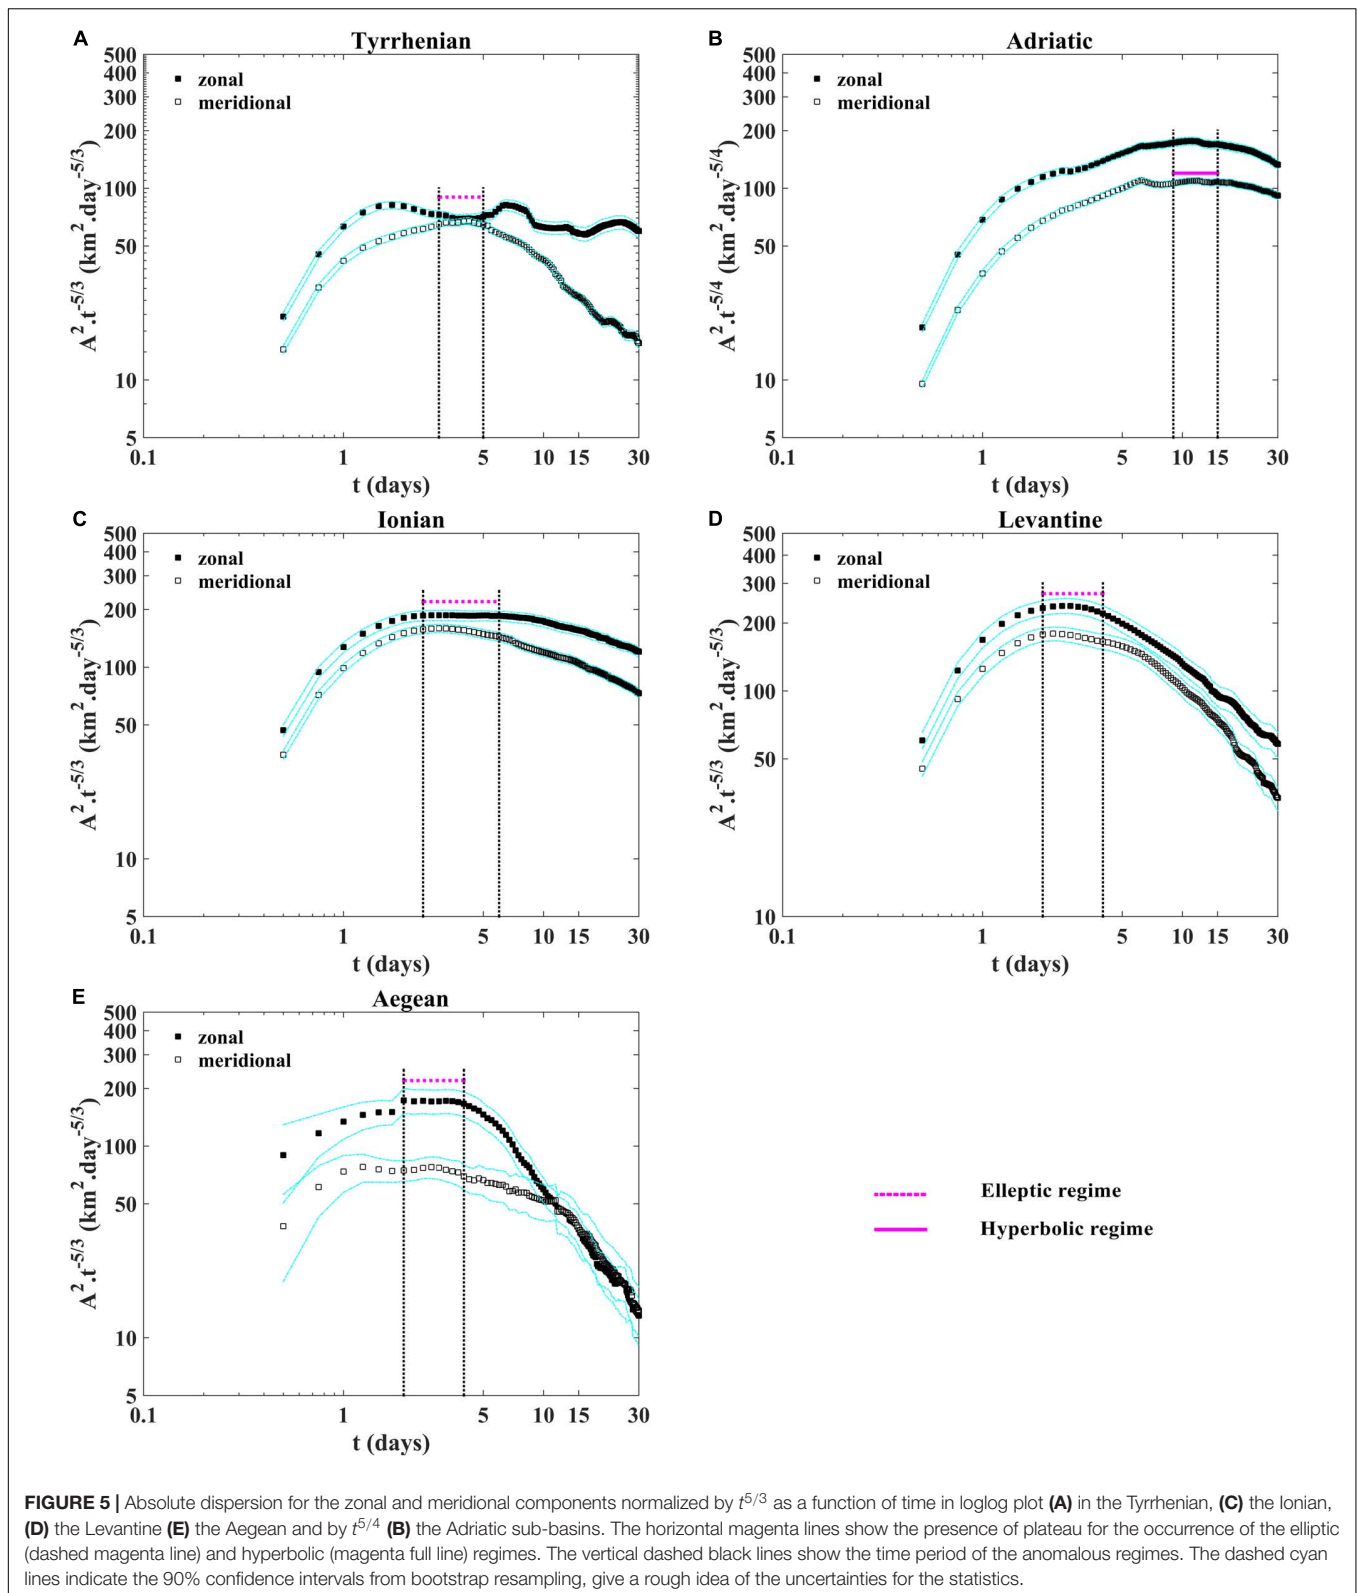 A
Tyrrhenian
500
400
300
200
100
50
10
5
zonal
meridional
A².t⁻⁵/³ (km².day⁻⁵/³)
0.1 1 5 10 15 30
t (days)
B
Adriatic
500
400
300
200
100
50
10
5
zonal
meridional
A².t⁻⁵/⁴ (km².day⁻⁵/⁴)
0.1 1 5 10 15 30
t (days)
C
Ionian
500
400
300
200
100
50
10
5
zonal
meridional
A².t⁻⁵/³ (km².day⁻⁵/³)
0.1 1 5 10 15 30
t (days)
D
Levantine
500
400
300
200
100
50
10
zonal
meridional
A².t⁻⁵/³ (km².day⁻⁵/³)
0.1 1 5 10 15 30
t (days)
E
Aegean
500
400
300
200
100
50
10
5
zonal
meridional
A².t⁻⁵/³ (km².day⁻⁵/³)
0.1 1 5 10 15 30
t (days)
Elleptic regime
Hyperbolic regime
FIGURE 5 | Absolute dispersion for the zonal and meridional components normalized by t⁵/³ as a function of time in loglog plot (A) in the Tyrrhenian, (C) the Ionian,
(D) the Levantine (E) the Aegean and by t⁵/⁴ (B) the Adriatic sub-basins. The horizontal magenta lines show the presence of plateau for the occurrence of the elliptic
(dashed magenta line) and hyperbolic (magenta full line) regimes. The vertical dashed black lines show the time period of the anomalous regimes. The dashed cyan
lines indicate the 90% confidence intervals from bootstrap resampling, give a rough idea of the uncertainties for the statistics.